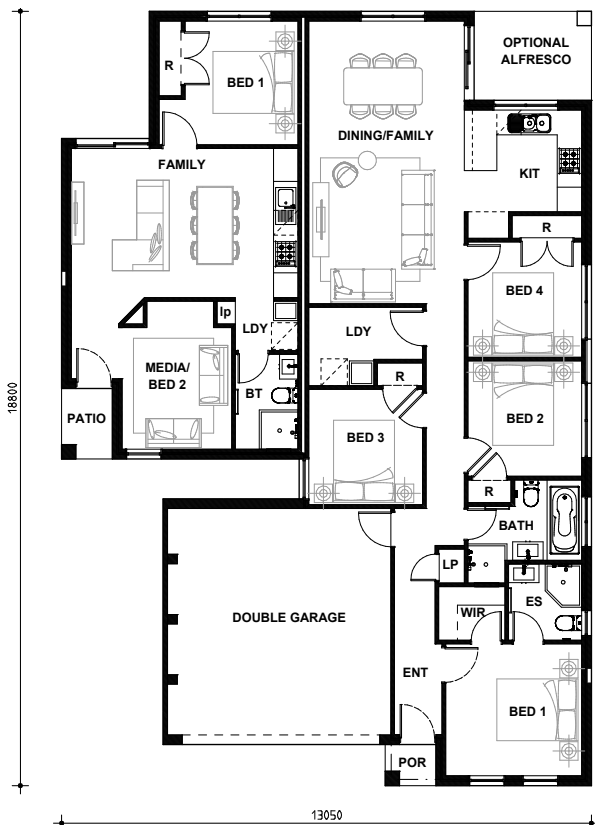 OPTIONAL
ALFRESCO
R
BED 1
DINING/FAMILY
FAMILY
KIT
R
BED 4
lp
LDY
LDY
MEDIA/
BED 2
R
BT
BED 2
PATIO
BED 3
R
BATH
LP
ES
WIR
DOUBLE GARAGE
ENT
BED 1
POR
18800
13050